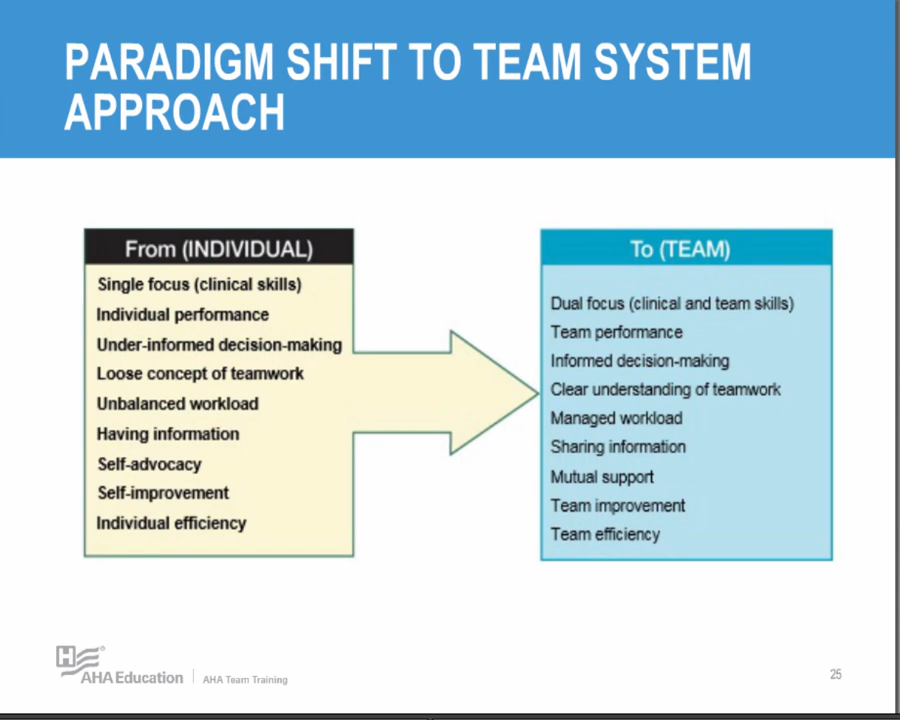 PARADIGM SHIFT TO TEAM SYSTEM
APPROACH
From (INDIVIDUAL)
Single focus (clinical skills)
Individual performance
Under-informed decision-making
Loose concept of teamwork
Unbalanced workload
Having information
Self-advocacy
Self-improvement
Individual efficiency
To (TEAM)
Dual focus (clinical and team skills)
Team performance
Informed decision-making
Clear understanding of teamwork
Managed workload
Sharing information
Mutual support
Team improvement
Team efficiency
H
AHA Education | AHA Team Training
25